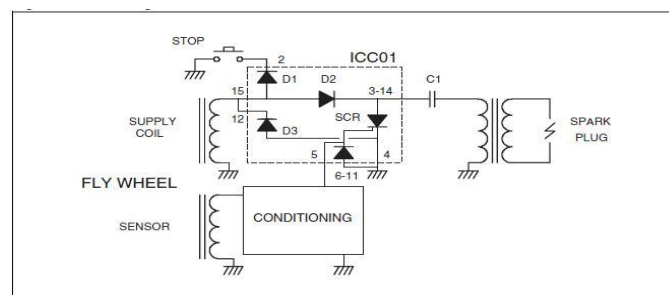 STOP
2
ICC01
D1
D2
C1
15
3-14
SCR
12
D3
SUPPLY
COIL
SPARK
PLUG
5
4
6-11
FLY WHEEL
CONDITIONING
SENSOR